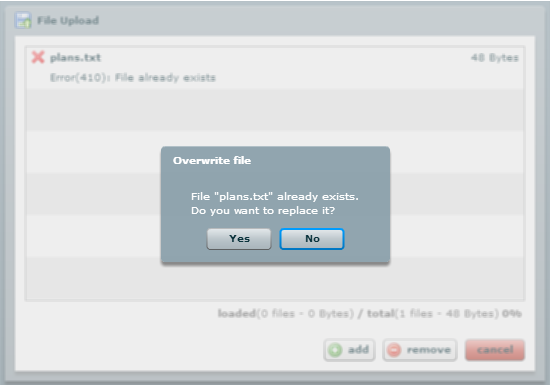 File Upload
plans.txt 48 Bytes
Error(410): File already exists
Overwrite file
File "plans.txt" already exists.
Do you want to replace it?
Yes No
loaded(0 files - 0 Bytes) / total(1 files - 48 Bytes) 0%
add remove cancel